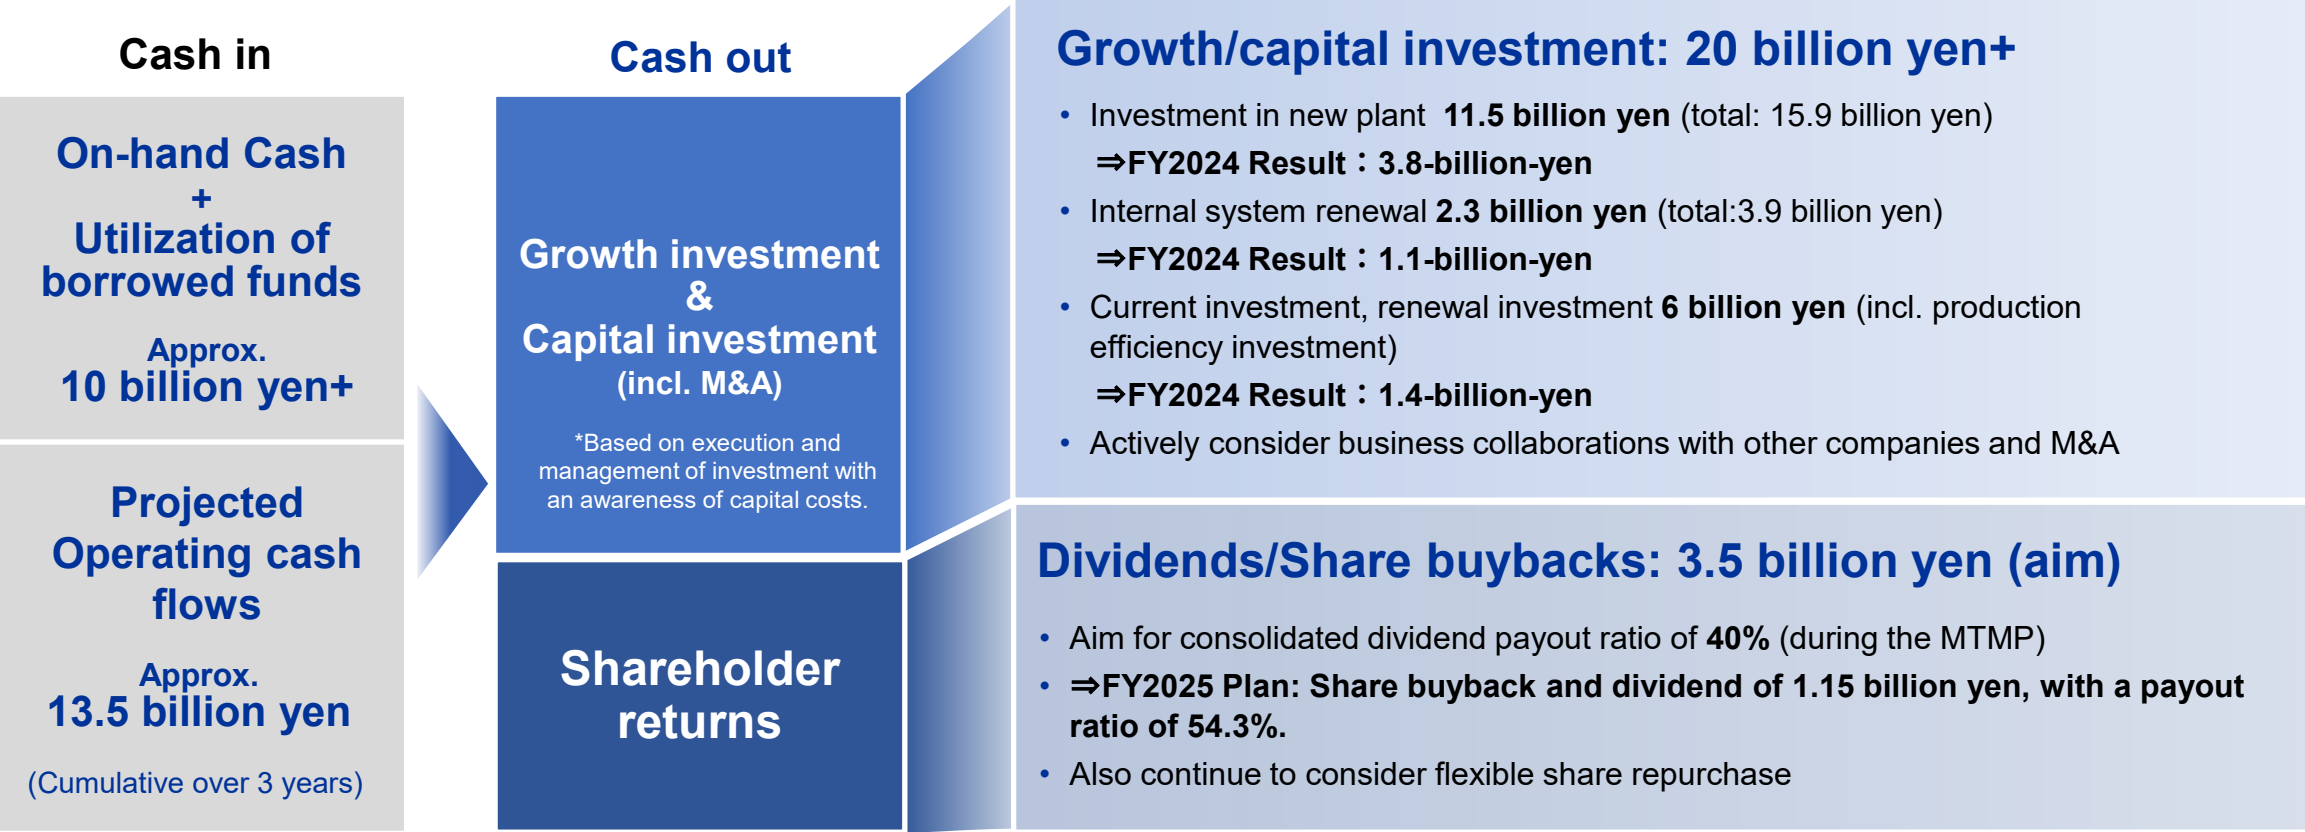 Cash in
On-hand Cash
+
Utilization of
borrowed funds
Approx.
10 billion yen+
Projected
Operating cash
flows
Approx.
13.5 billion yen
(Cumulative over 3 years)
Cash out
Growth investment
&
Capital investment
(incl. M&A)
*Based on execution and
management of investment with
an awareness of capital costs.
Shareholder
returns
Growth/capital investment: 20 billion yen+
• Investment in new plant 11.5 billion yen (total: 15.9 billion yen)
⇒FY2024 Result：3.8-billion-yen
• Internal system renewal 2.3 billion yen (total:3.9 billion yen)
⇒FY2024 Result：1.1-billion-yen
• Current investment, renewal investment 6 billion yen (incl. production
efficiency investment)
⇒FY2024 Result：1.4-billion-yen
• Actively consider business collaborations with other companies and M&A
Dividends/Share buybacks: 3.5 billion yen (aim)
• Aim for consolidated dividend payout ratio of 40% (during the MTMP)
• ⇒FY2025 Plan: Share buyback and dividend of 1.15 billion yen, with a payout
ratio of 54.3%.
• Also continue to consider flexible share repurchase